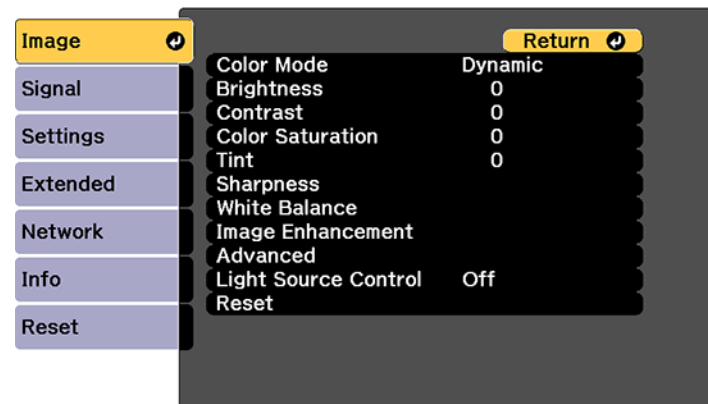 Image
Signal
Settings
Extended
Network
Info
Reset
Return
Color Mode Dynamic
Brightness 0
Contrast 0
Color Saturation 0
Tint 0
Sharpness
White Balance
Image Enhancement
Advanced
Light Source Control Off
Reset